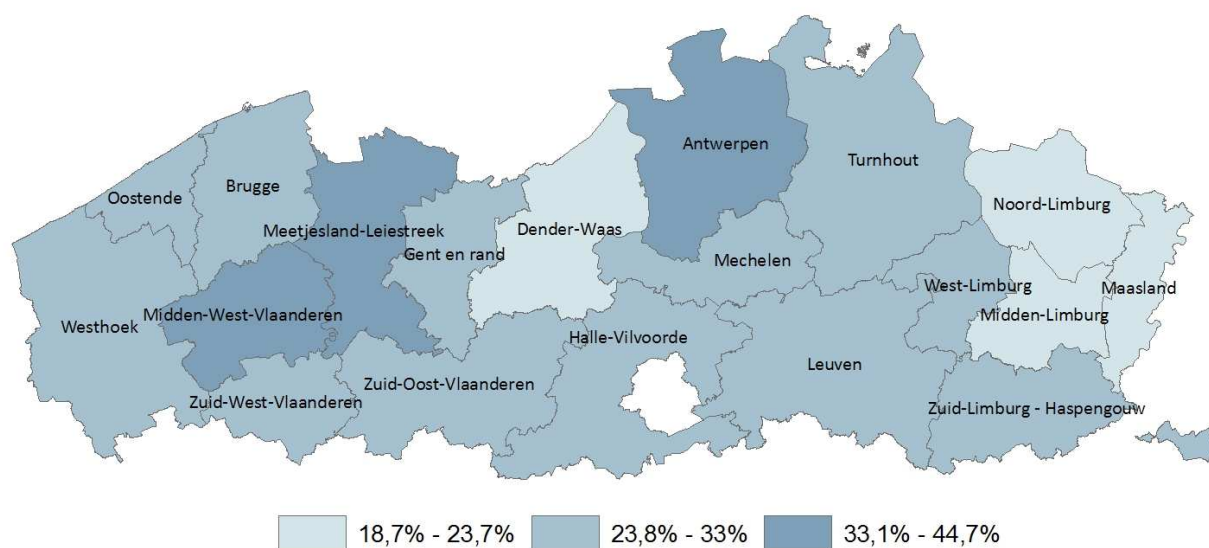 Antwerpen
Turnhout
Brugge
Oostende
Noord-Limburg
Meetjesland-Leiestreek
Dender-Waas
Gent en rand
Mechelen
West-Limburg
Maasland
Midden-West-Vlaanderen
Midden-Limburg
Westhoek
Halle-Vilvoorde
Leuven
Zuid-Oost-Vlaanderen
Zuid-West-Vlaanderen
Zuid-Limburg - Haspengouw
18,7% - 23,7%
23,8% - 33%
33,1% - 44,7%